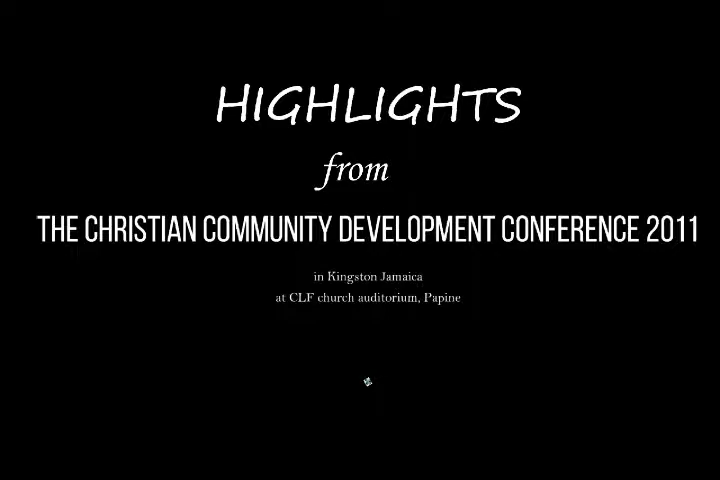 HIGHLIGHTS
from
THE CHRISTIAN COMMUNITY DEVELOPMENT CONFERENCE 2011
in Kingston Jamaica
at CLF church auditorium, Papine